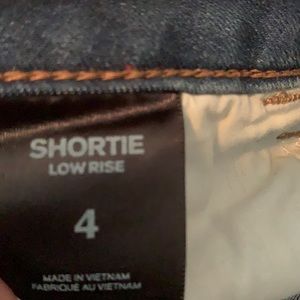 SHORTIE
LOW RISE
4
MADE IN VIETNAM
FABRIQUÉ AU VIETNAM